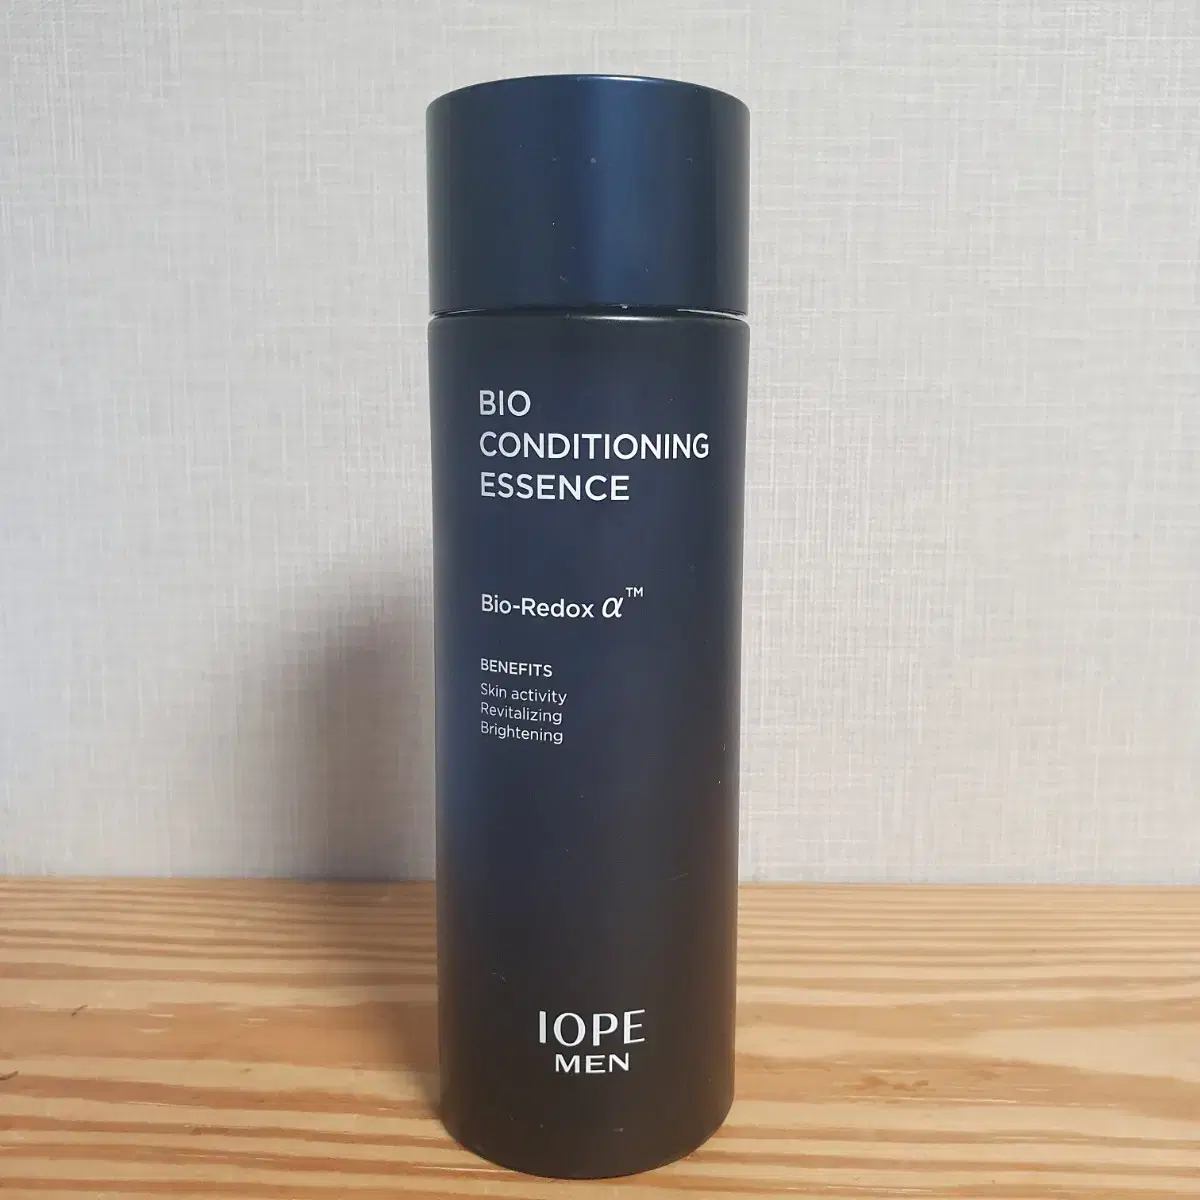 BIO
CONDITIONING
ESSENCE
Bio-Redox α™
BENEFITS
Skin activity
Revitalizing
Brightening
IOPE
MEN